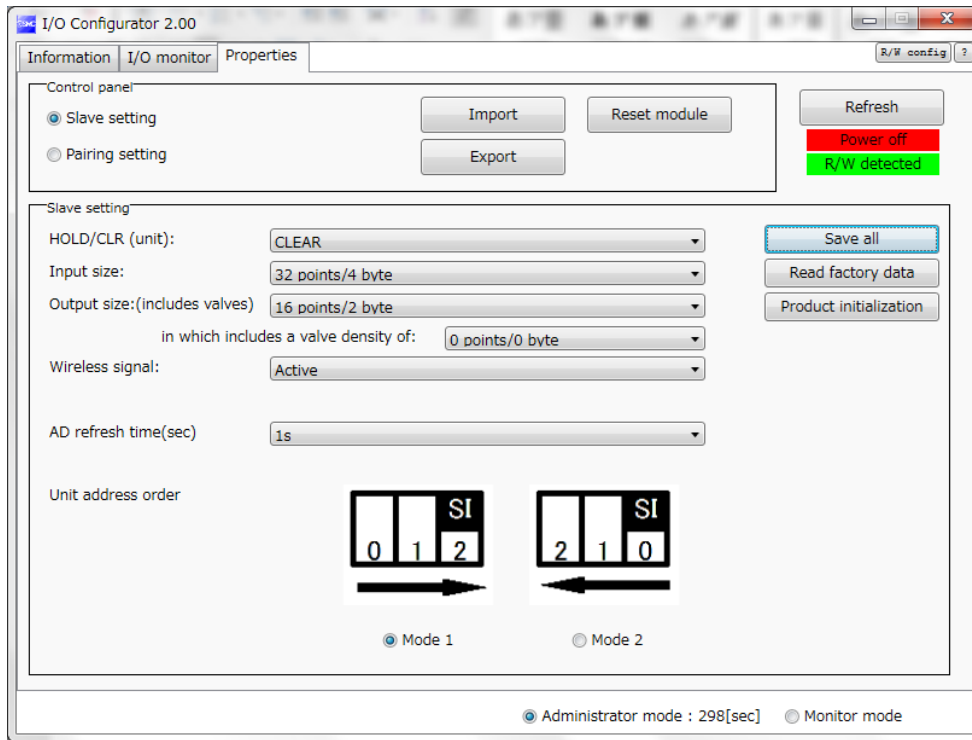 I/O Configurator 2.00
Information I/O monitor Properties R/W config ?
Control panel
Slave setting Import Reset module Refresh
Power off
Pairing setting Export R/W detected
Slave setting
HOLD/CLR (unit): CLEAR Save all
Input size: 32 points/4 byte Read factory data
Output size:(includes valves) 16 points/2 byte Product initialization
in which includes a valve density of: 0 points/0 byte
Wireless signal: Active
AD refresh time(sec) 1s
Unit address order SI SI
0 1 2 2 1 0
Mode 1 Mode 2
Administrator mode : 298[sec] Monitor mode